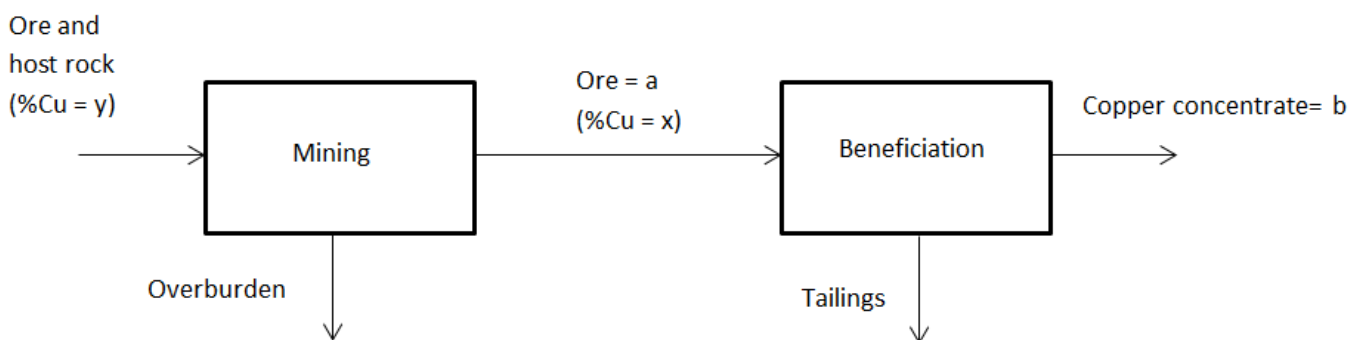 Ore and
host rock
(%Cu = y)
Mining
Overburden
Ore = a
(%Cu = x)
Beneficiation
Tailings
Copper concentrate= b